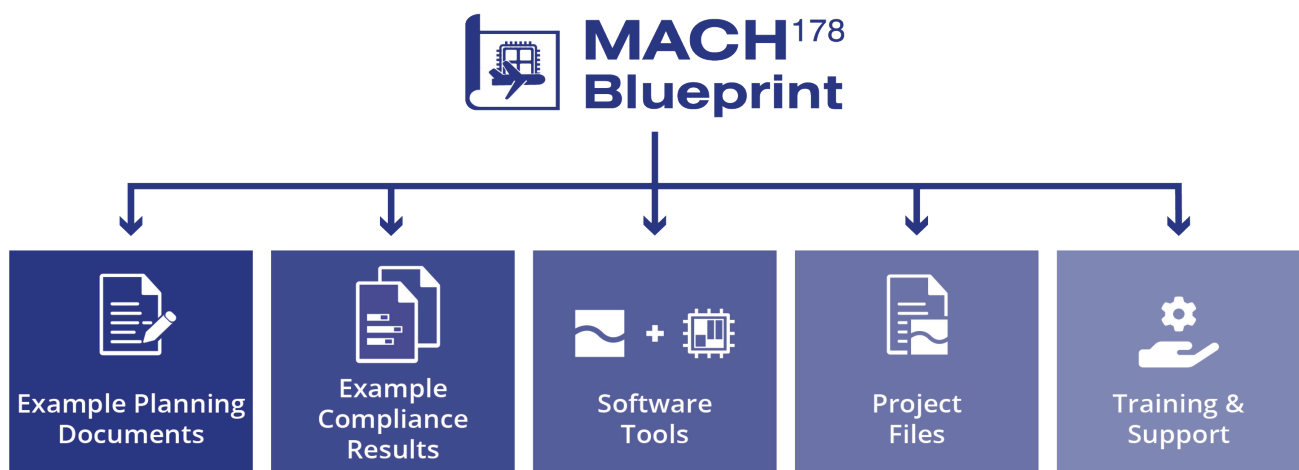 MACH¹⁷⁸
Blueprint
Example Planning
Documents
Example
Compliance
Results
Software
Tools
Project
Files
Training &
Support